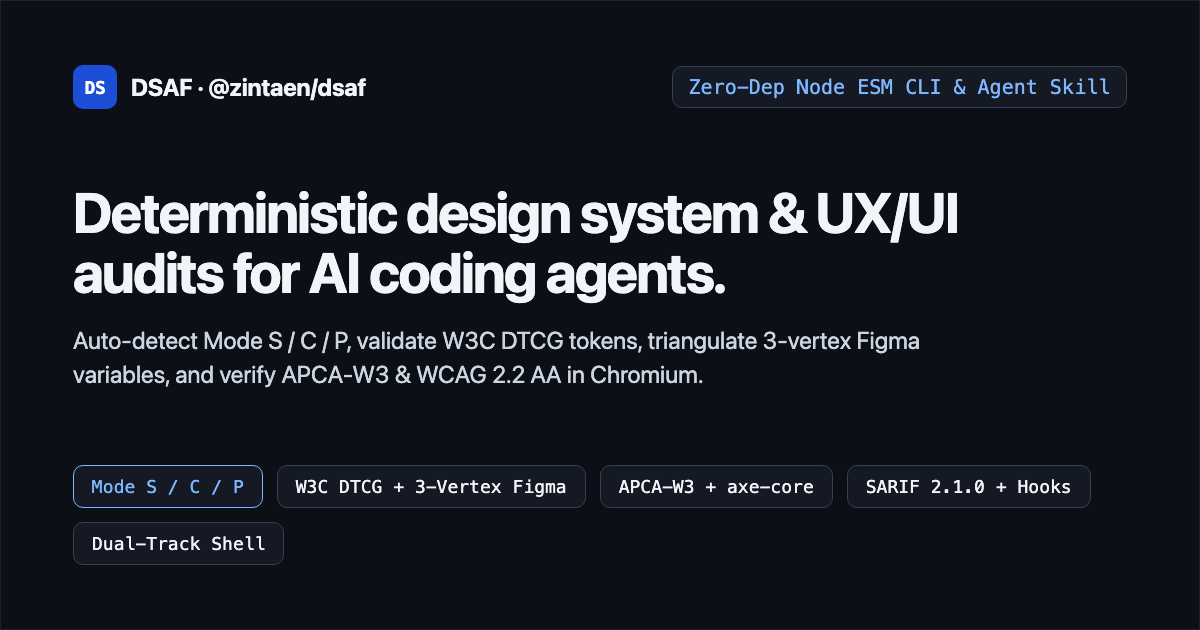 DS
DSAF · @zintaen/dsaf
Zero-Dep Node ESM CLI & Agent Skill
Deterministic design system & UX/UI
audits for AI coding agents.
Auto-detect Mode S / C / P, validate W3C DTCG tokens, triangulate 3-vertex Figma
variables, and verify APCA-W3 & WCAG 2.2 AA in Chromium.
Mode S / C / P
W3C DTCG + 3-Vertex Figma
APCA-W3 + axe-core
SARIF 2.1.0 + Hooks
Dual-Track Shell